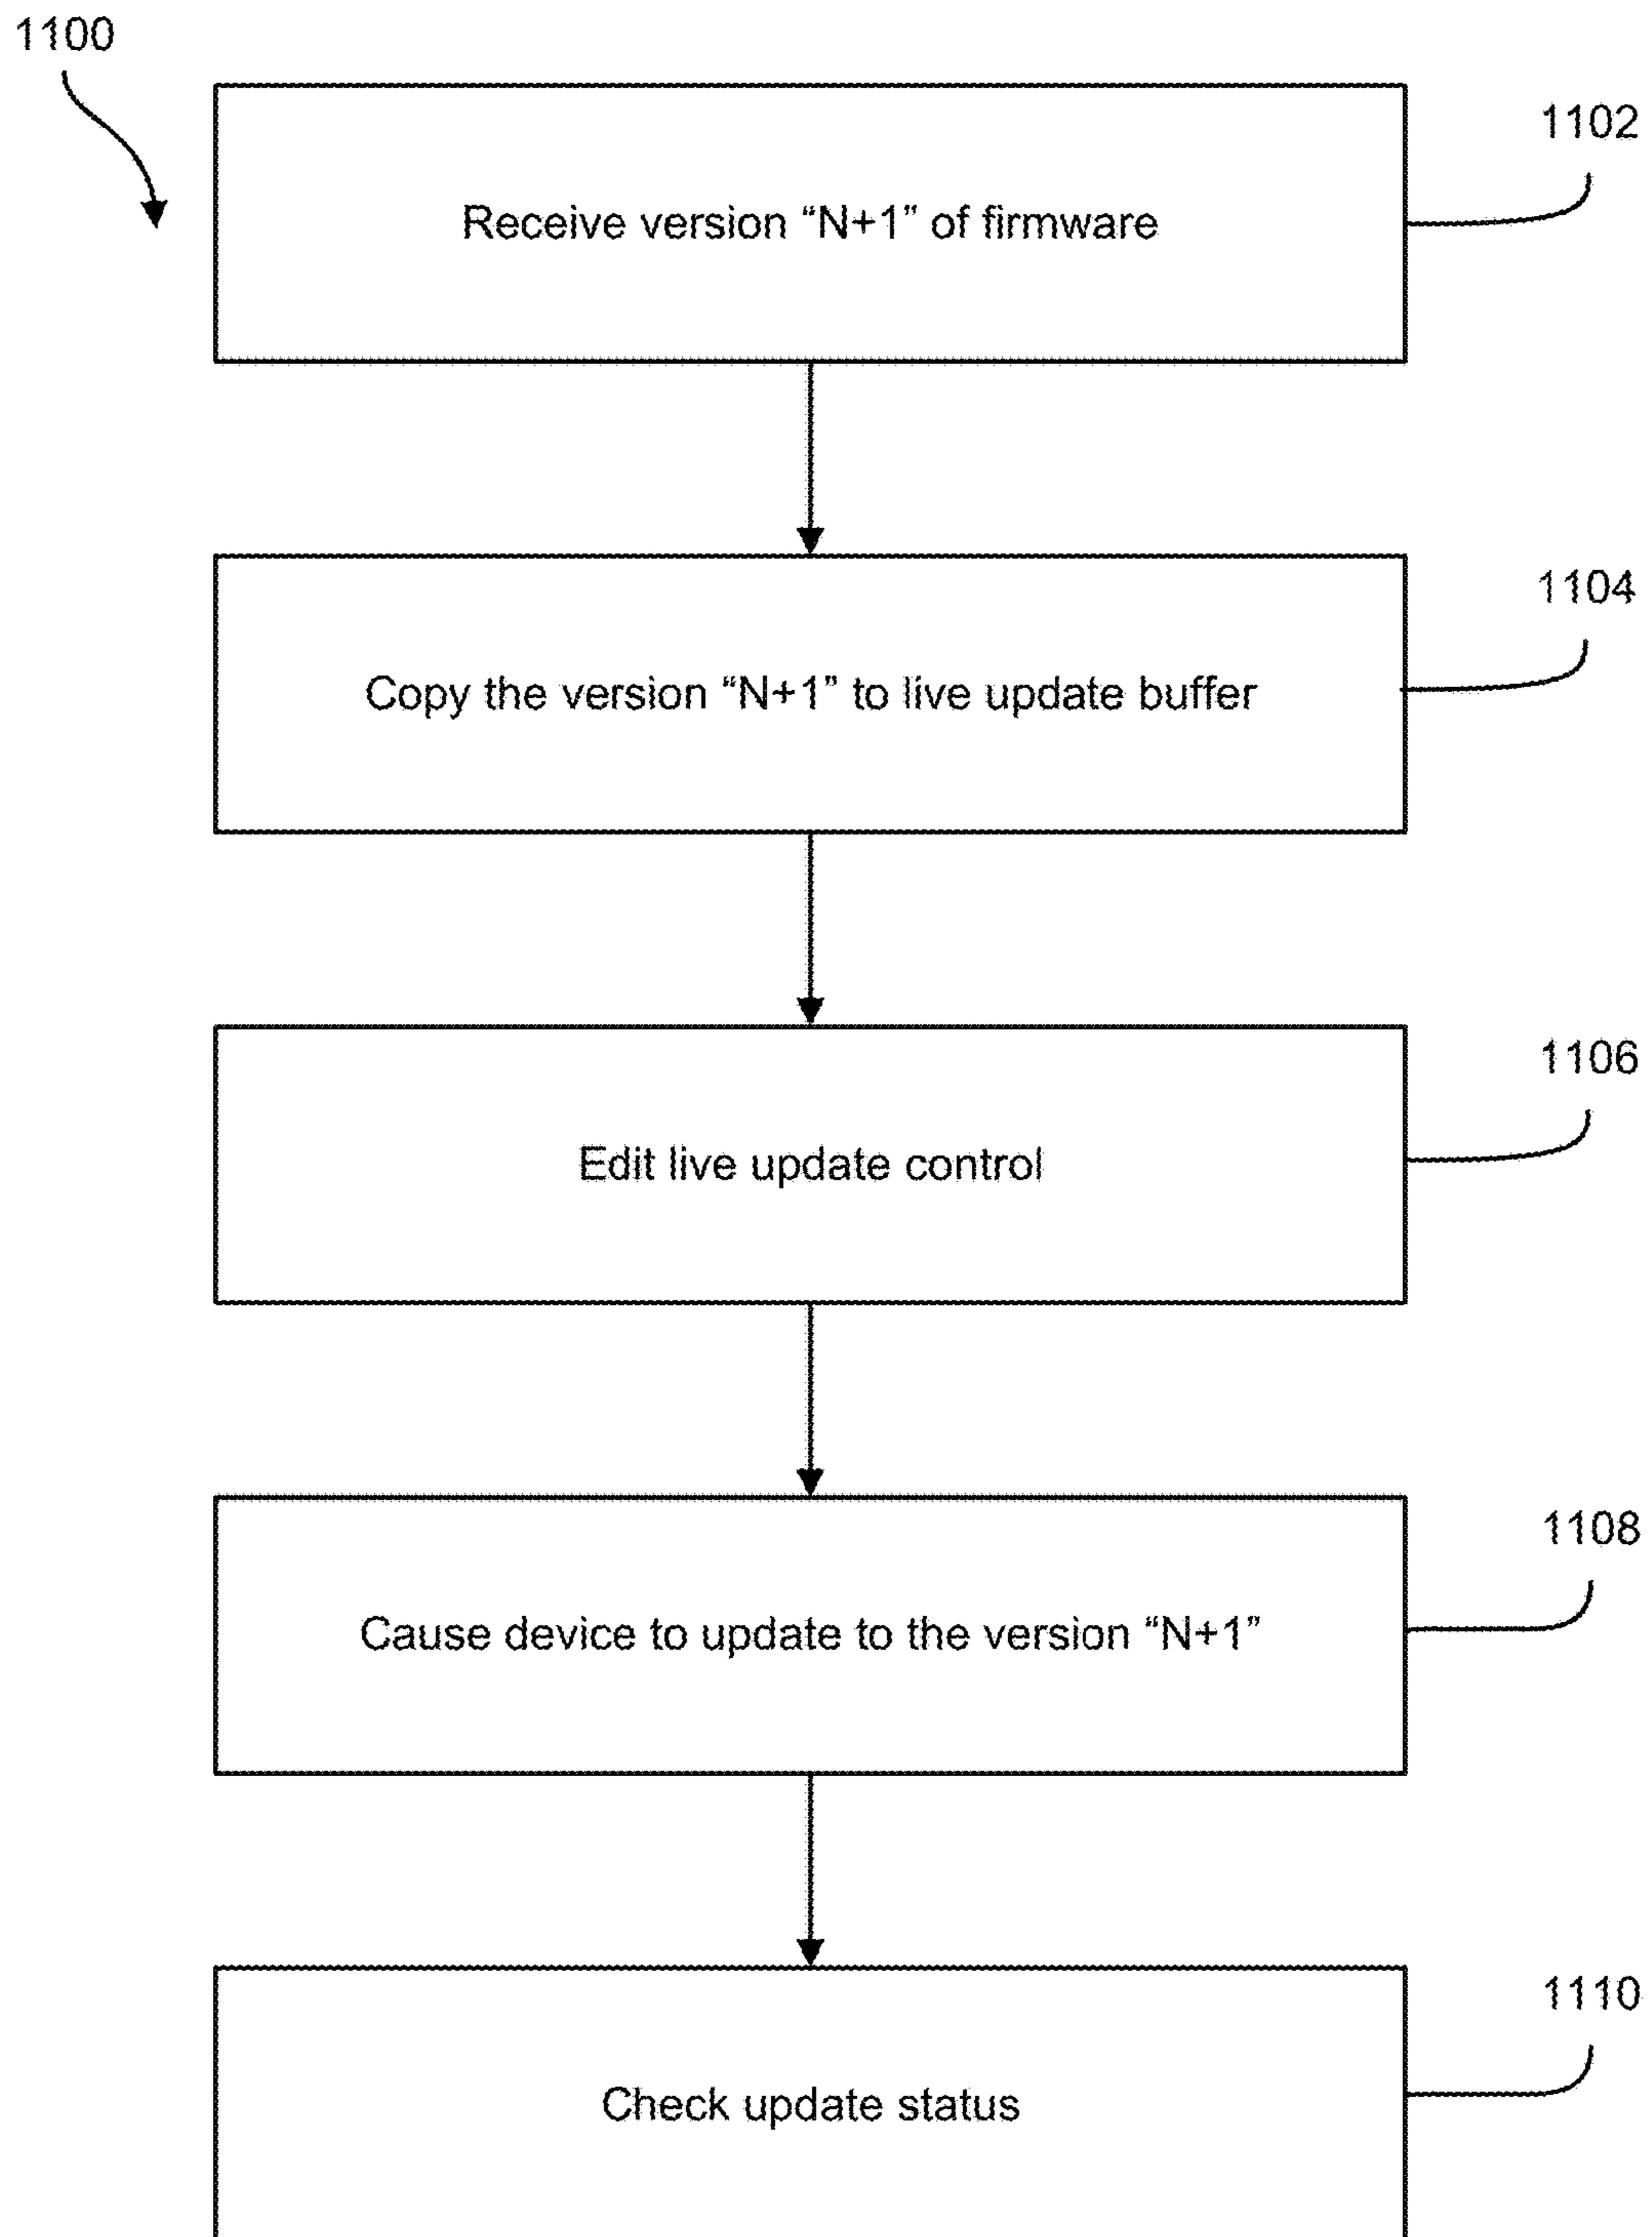 1100
1102
Receive version “N+1” of firmware
1104
Copy the version “N+1” to live update buffer
1106
Edit live update control
1108
Cause device to update to the version “N+1”
1110
Check update status